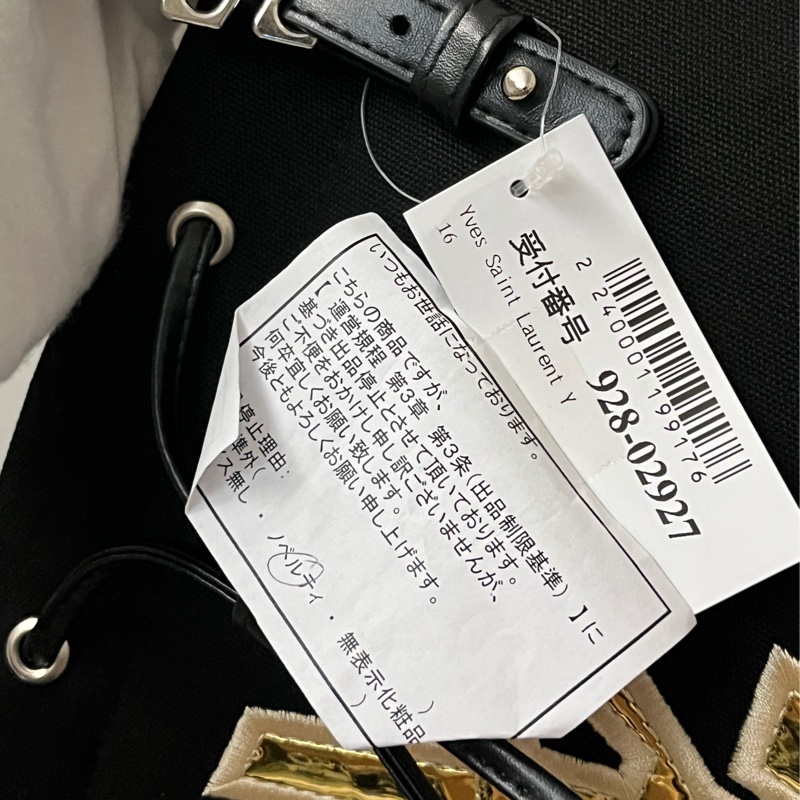 Yves Saint Laurent Y
16
受付番号
928-02927
2 240001 199176
いつもお世話になっております。
こちらの商品ですが、
【運営規程 第3章 第3条(出品制限基準)】に
基づき出品停止とさせて頂いております。
ご不便をおかけし申し訳ございませんが、
何卒宜しくお願い致します。
今後ともよろしくお願い申し上げます。
停止理由:
準外( )
ス無し ・ ノベルティ ・ 無表示化粧品
)